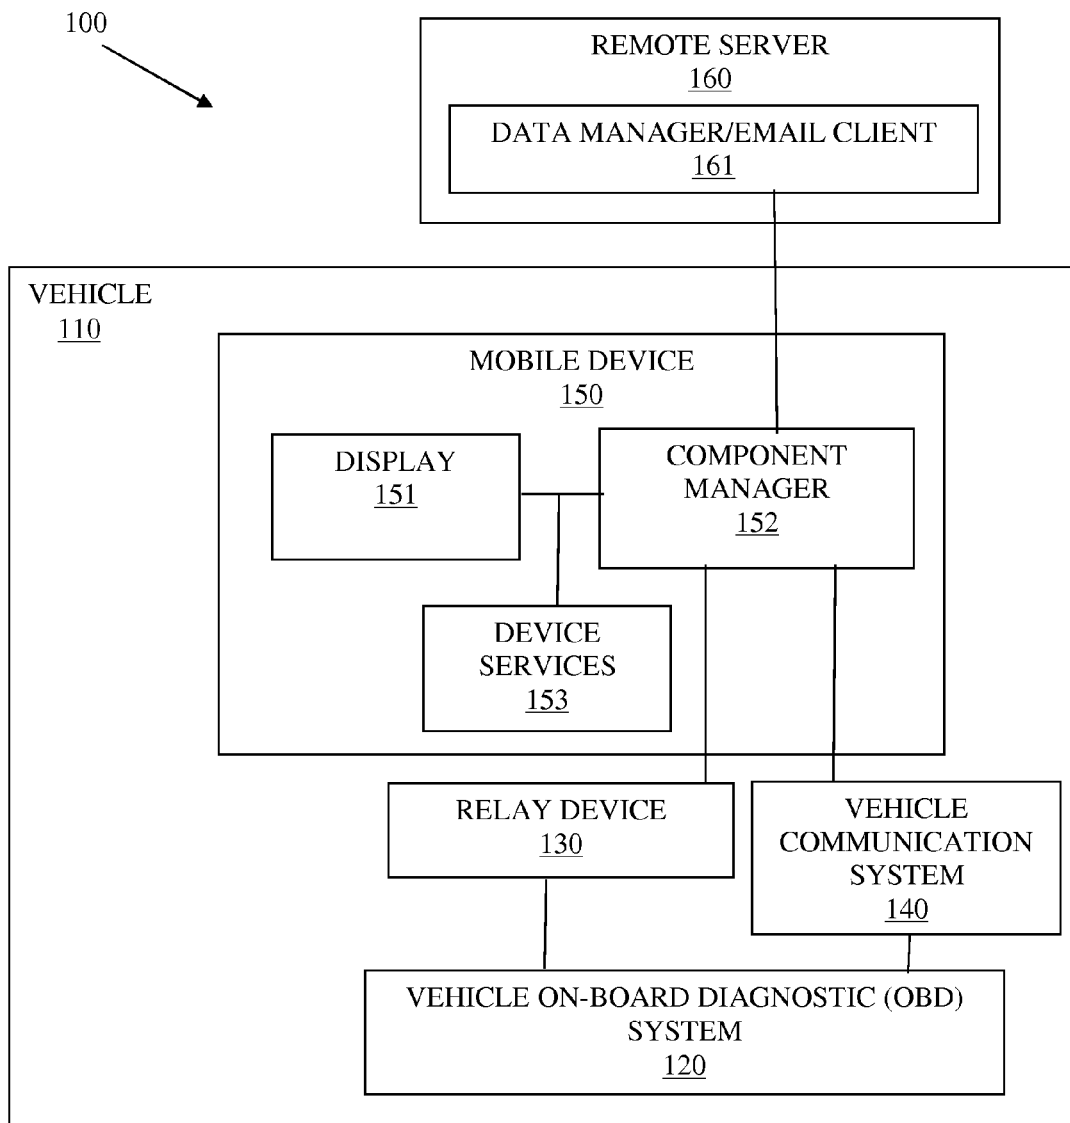 100
REMOTE SERVER
160
DATA MANAGER/EMAIL CLIENT
161
VEHICLE
110
MOBILE DEVICE
150
DISPLAY
151
COMPONENT
MANAGER
152
DEVICE
SERVICES
153
RELAY DEVICE
130
VEHICLE
COMMUNICATION
SYSTEM
140
VEHICLE ON-BOARD DIAGNOSTIC (OBD)
SYSTEM
120